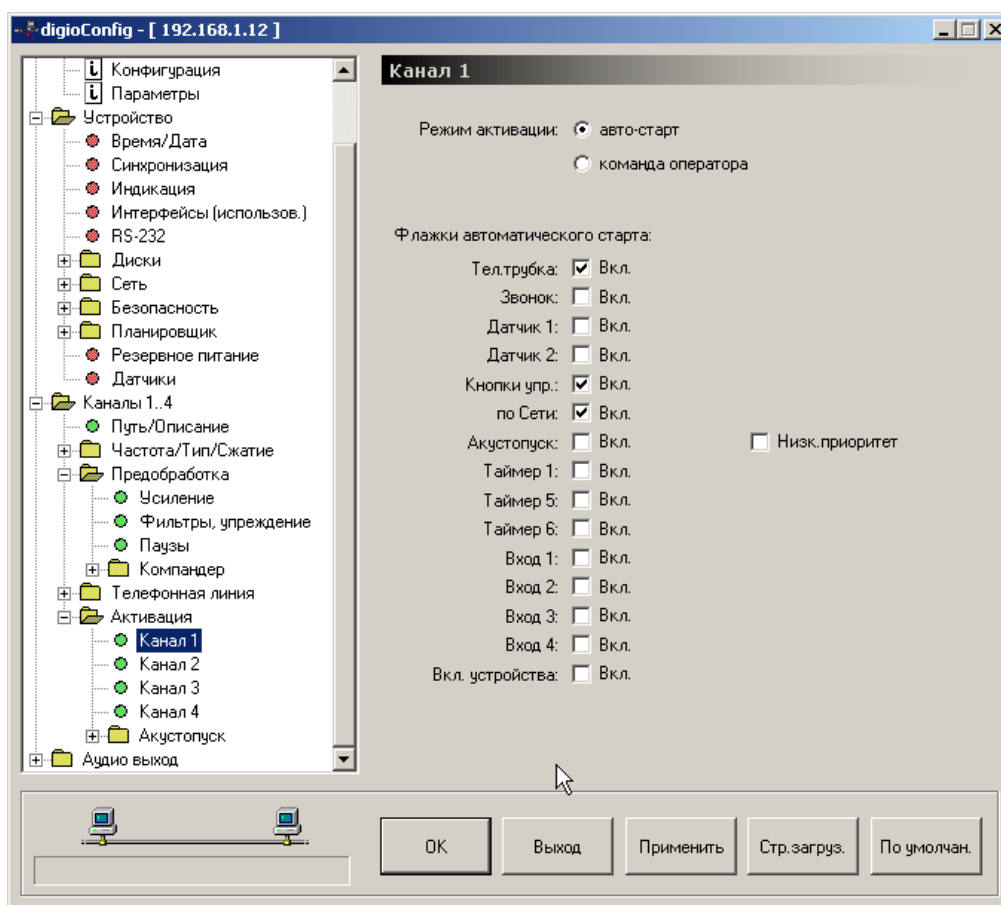 digioConfig - [ 192.168.1.12 ]
Конфигурация
Параметры
Устройство
Время/Дата
Синхронизация
Индикация
Интерфейсы (использов.)
RS-232
Диски
Сеть
Безопасность
Планировщик
Резервное питание
Датчики
Каналы 1..4
Путь/Описание
Частота/Тип/Сжатие
Предобработка
Усиление
Фильтры, упреждение
Паузы
Компандер
Телефонная линия
Активация
Канал 1
Канал 2
Канал 3
Канал 4
Акустопуск
Аудио выход
Канал 1
Режим активации: авто-старт
команда оператора
Флажки автоматического старта:
Тел.трубка: Вкл.
Звонок: Вкл.
Датчик 1: Вкл.
Датчик 2: Вкл.
Кнопки упр.: Вкл.
по Сети: Вкл.
Акустопуск: Вкл. Низк.приоритет
Таймер 1: Вкл.
Таймер 5: Вкл.
Таймер 6: Вкл.
Вход 1: Вкл.
Вход 2: Вкл.
Вход 3: Вкл.
Вход 4: Вкл.
Вкл. устройства: Вкл.
OK Выход Применить Стр.загруз. По умолчан.